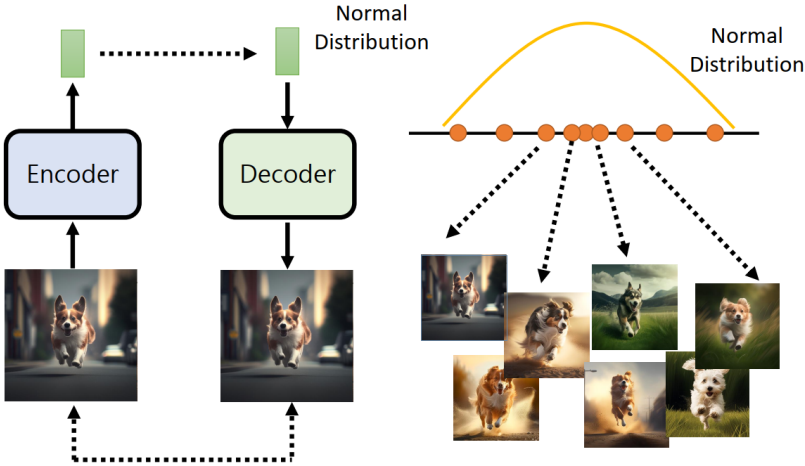 Normal
Distribution
Encoder
Decoder
Normal
Distribution